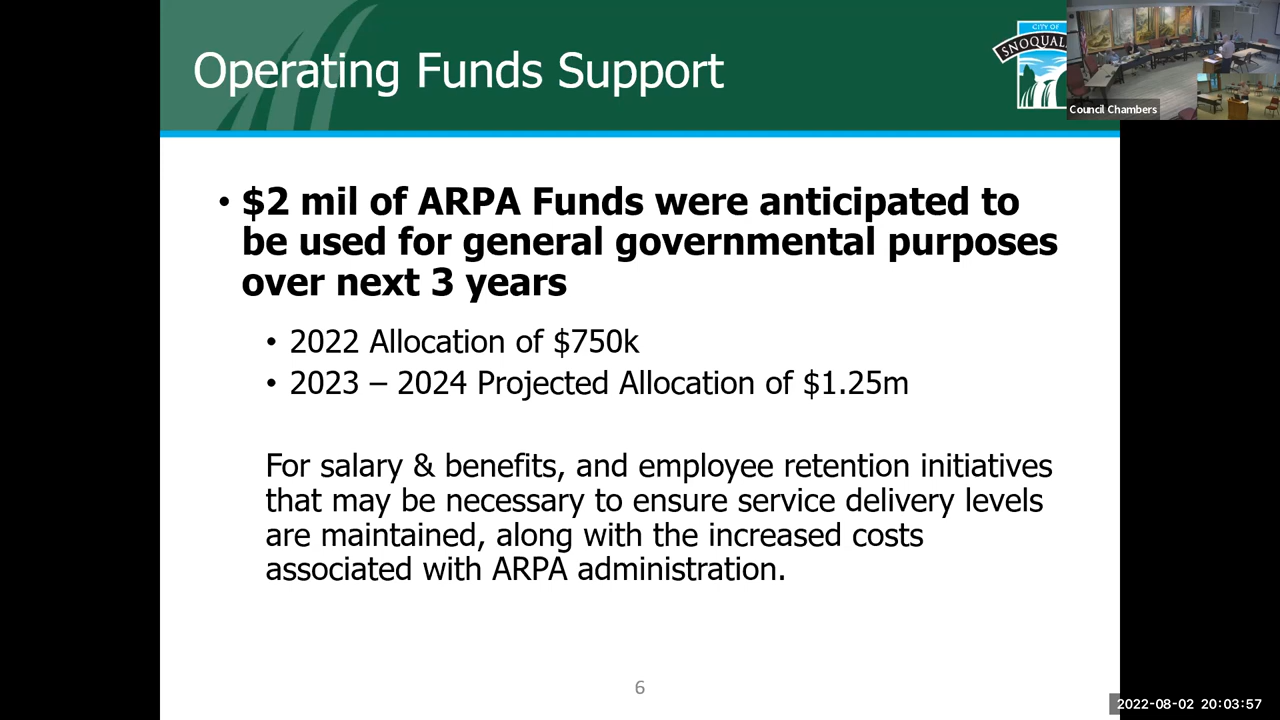 Operating Funds Support
CITY OF
Council Chambers
• $2 mil of ARPA Funds were anticipated to
be used for general governmental purposes
over next 3 years
• 2022 Allocation of $750k
• 2023 – 2024 Projected Allocation of $1.25m
For salary & benefits, and employee retention initiatives
that may be necessary to ensure service delivery levels
are maintained, along with the increased costs
associated with ARPA administration.
6
2022-08-02 20:03:57